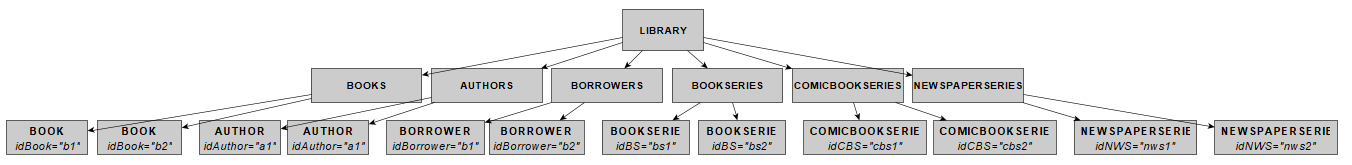 LIBRARY
BOOKS
AUTHORS
BORROWERS
BOOKSERIES
COMICBOOKSERIES
NEWSPAPERSERIES
BOOK
idBook="b1"
BOOK
idBook="b2"
AUTHOR
idAuthor="a1"
AUTHOR
idAuthor="a1"
BORROWER
idBorrower="b1"
BORROWER
idBorrower="b2"
BOOKSERIE
idBS="bs1"
BOOKSERIE
idBS="bs2"
COMICBOOKSERIE
idCBS="cbs1"
COMICBOOKSERIE
idCBS="cbs2"
NEWSPAPERSERIE
idNWS="nws1"
NEWSPAPERSERIE
idNWS="nws2"